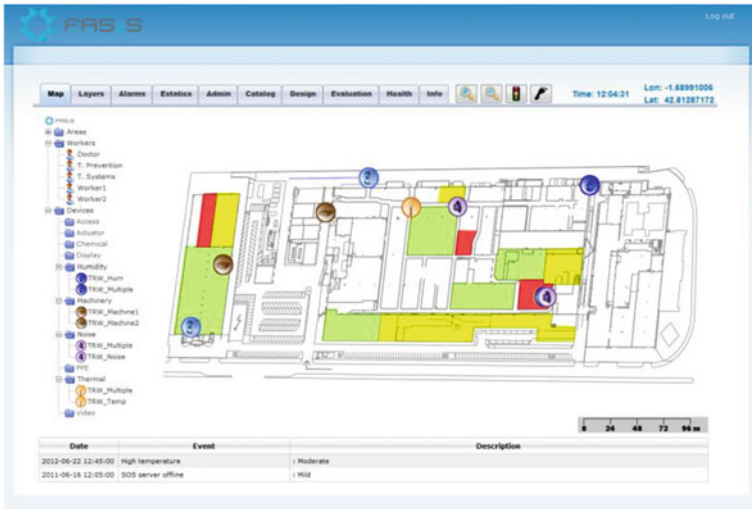 FASyS
Log out
Map Layers Alarms Estatics Admin Catalog Design Evaluation Health Info
Time: 12:04:31
Lon: -1.68991006
Lat: 42.81287172
FASyS
Areas
Workers
Doctor
T. Prevention
T. Systems
Worker1
Worker2
Devices
Access
Actuator
Chemical
Display
Humidity
TRW_Hum
TRW_Multiple
Machinery
TRW_Machine1
TRW_Machine2
Noise
TRW_Multiple
TRW_Noise
PPE
Thermal
TRW_Multiple
TRW_Temp
Video
0 24 48 72 96 m
Date Event Description
2012-06-22 12:45:00 High temperature : Moderate
2011-06-16 12:05:00 SOS server offline : Mild